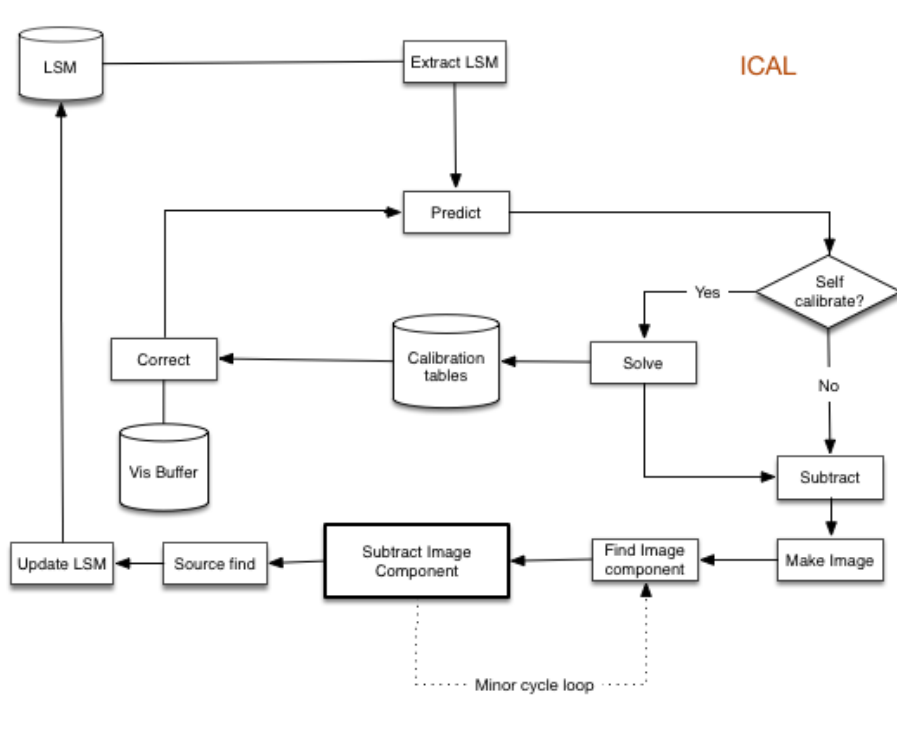 LSM
Extract LSM
ICAL
Predict
Self
calibrate?
Yes
Correct
Calibration
tables
Solve
No
Vis Buffer
Subtract
Update LSM
Source find
Subtract Image
Component
Find Image
component
Make Image
Minor cycle loop